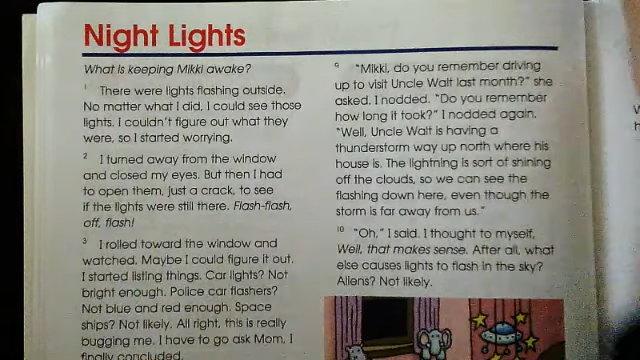 Night Lights
What is keeping Mikki awake?
1 There were lights flashing outside.
No matter what I did, I could see those
lights. I couldn't figure out what they
were, so I started worrying.
2 I turned away from the window
and closed my eyes. But then I had
to open them, just a crack, to see
if the lights were still there. Flash-flash,
off, flash!
3 I rolled toward the window and
watched. Maybe I could figure it out.
I started listing things. Car lights? Not
bright enough. Police car flashers?
Not blue and red enough. Space
ships? Not likely. All right, this is really
bugging me. I have to go ask Mom, I
finally concluded.
9 "Mikki, do you remember driving
up to visit Uncle Walt last month?" she
asked. I nodded. "Do you remember
how long it took?" I nodded again.
"Well, Uncle Walt is having a
thunderstorm way up north where his
house is. The lightning is sort of shining
off the clouds, so we can see the
flashing down here, even though the
storm is far away from us."
10 "Oh," I said. I thought to myself,
Well, that makes sense. After all, what
else causes lights to flash in the sky?
Aliens? Not likely.